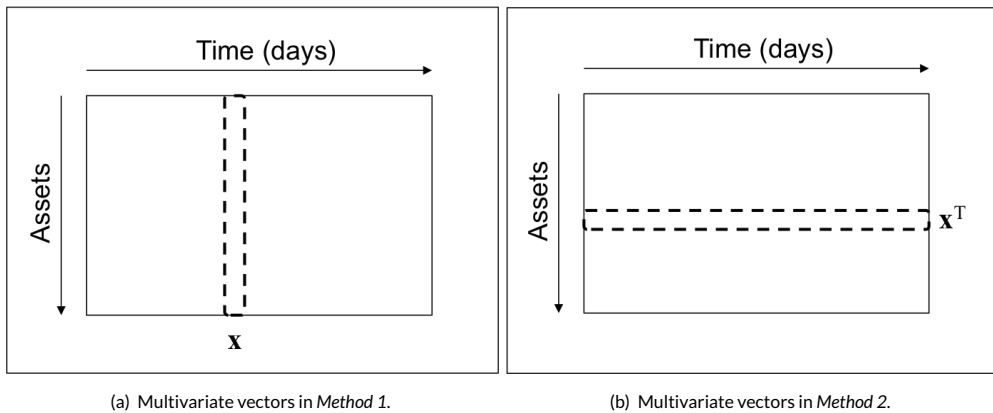 Time (days)
Assets
x
(a) Multivariate vectors in Method 1.
Time (days)
Assets
x^T
(b) Multivariate vectors in Method 2.